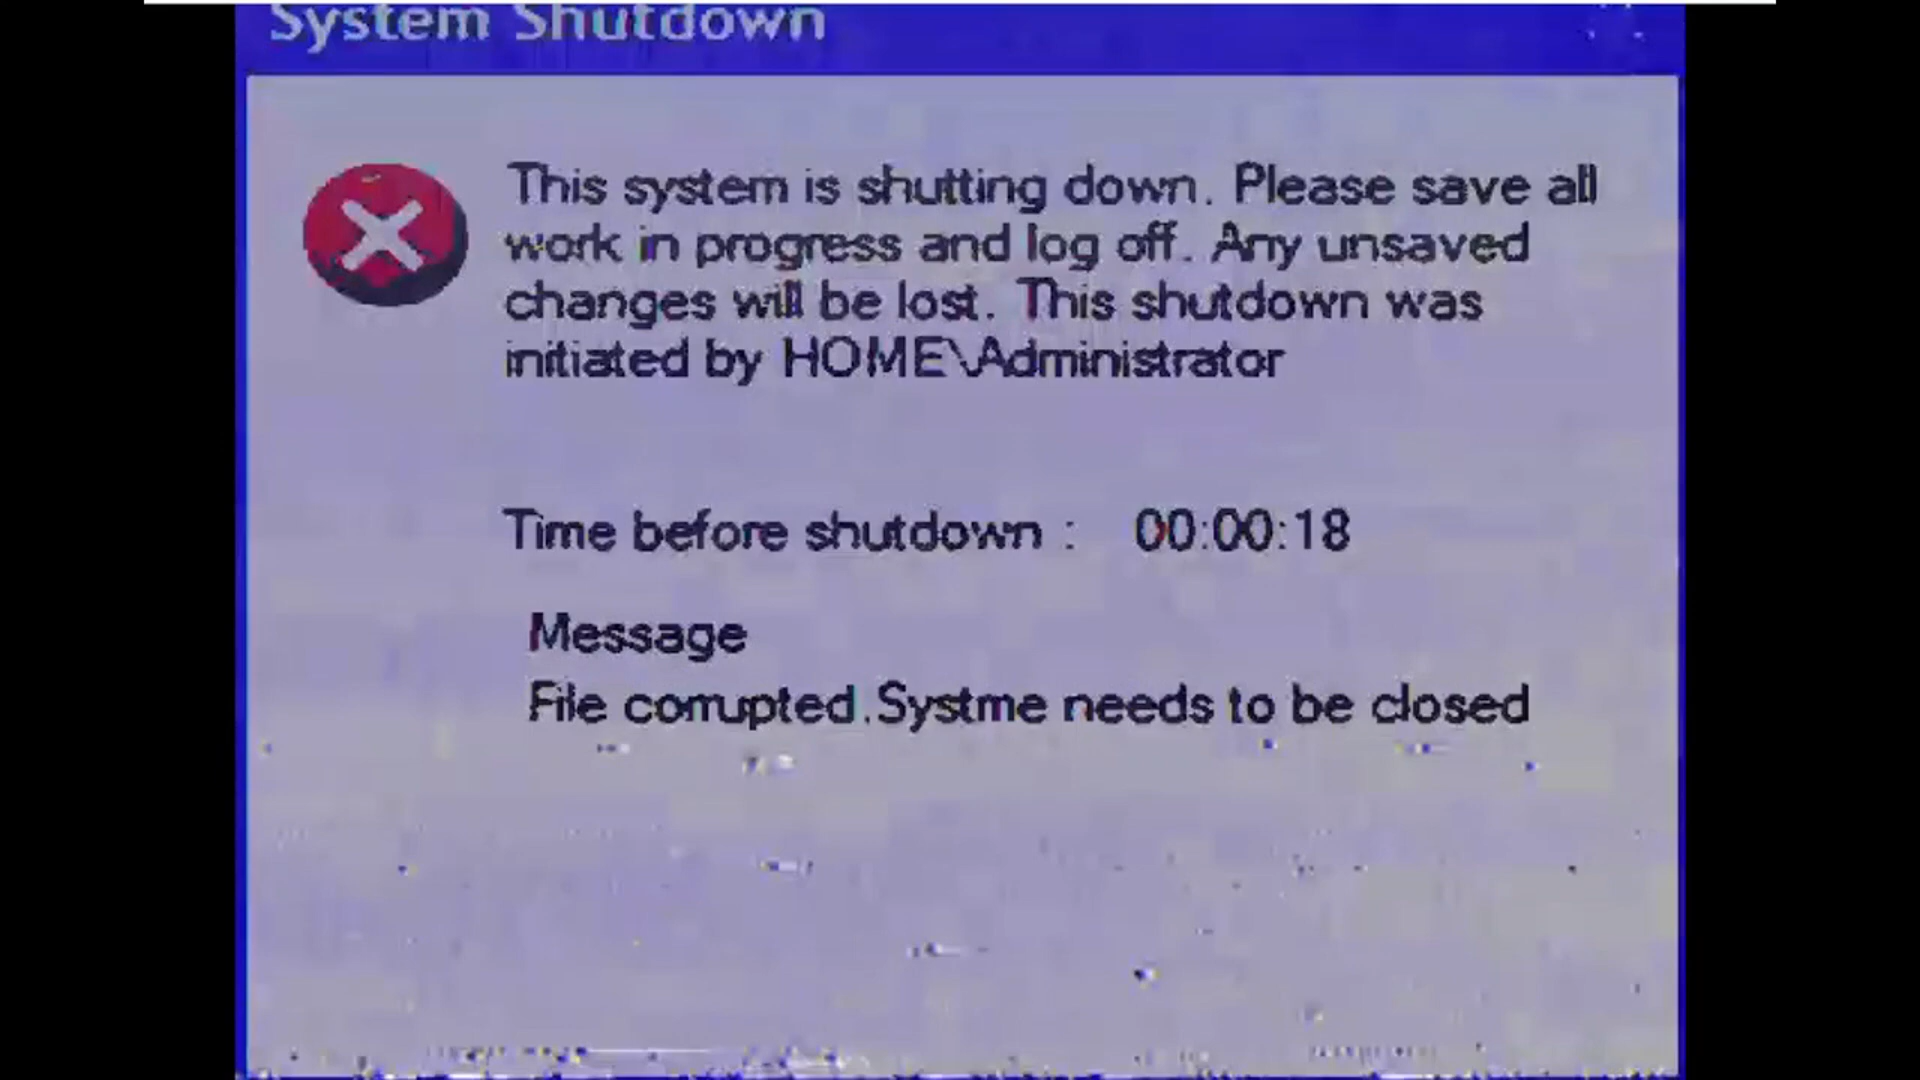 System Shutdown
This system is shutting down. Please save all
work in progress and log off. Any unsaved
changes will be lost. This shutdown was
initiated by HOME\Administrator
Time before shutdown : 00:00:18
Message
File corrupted.Systme needs to be closed